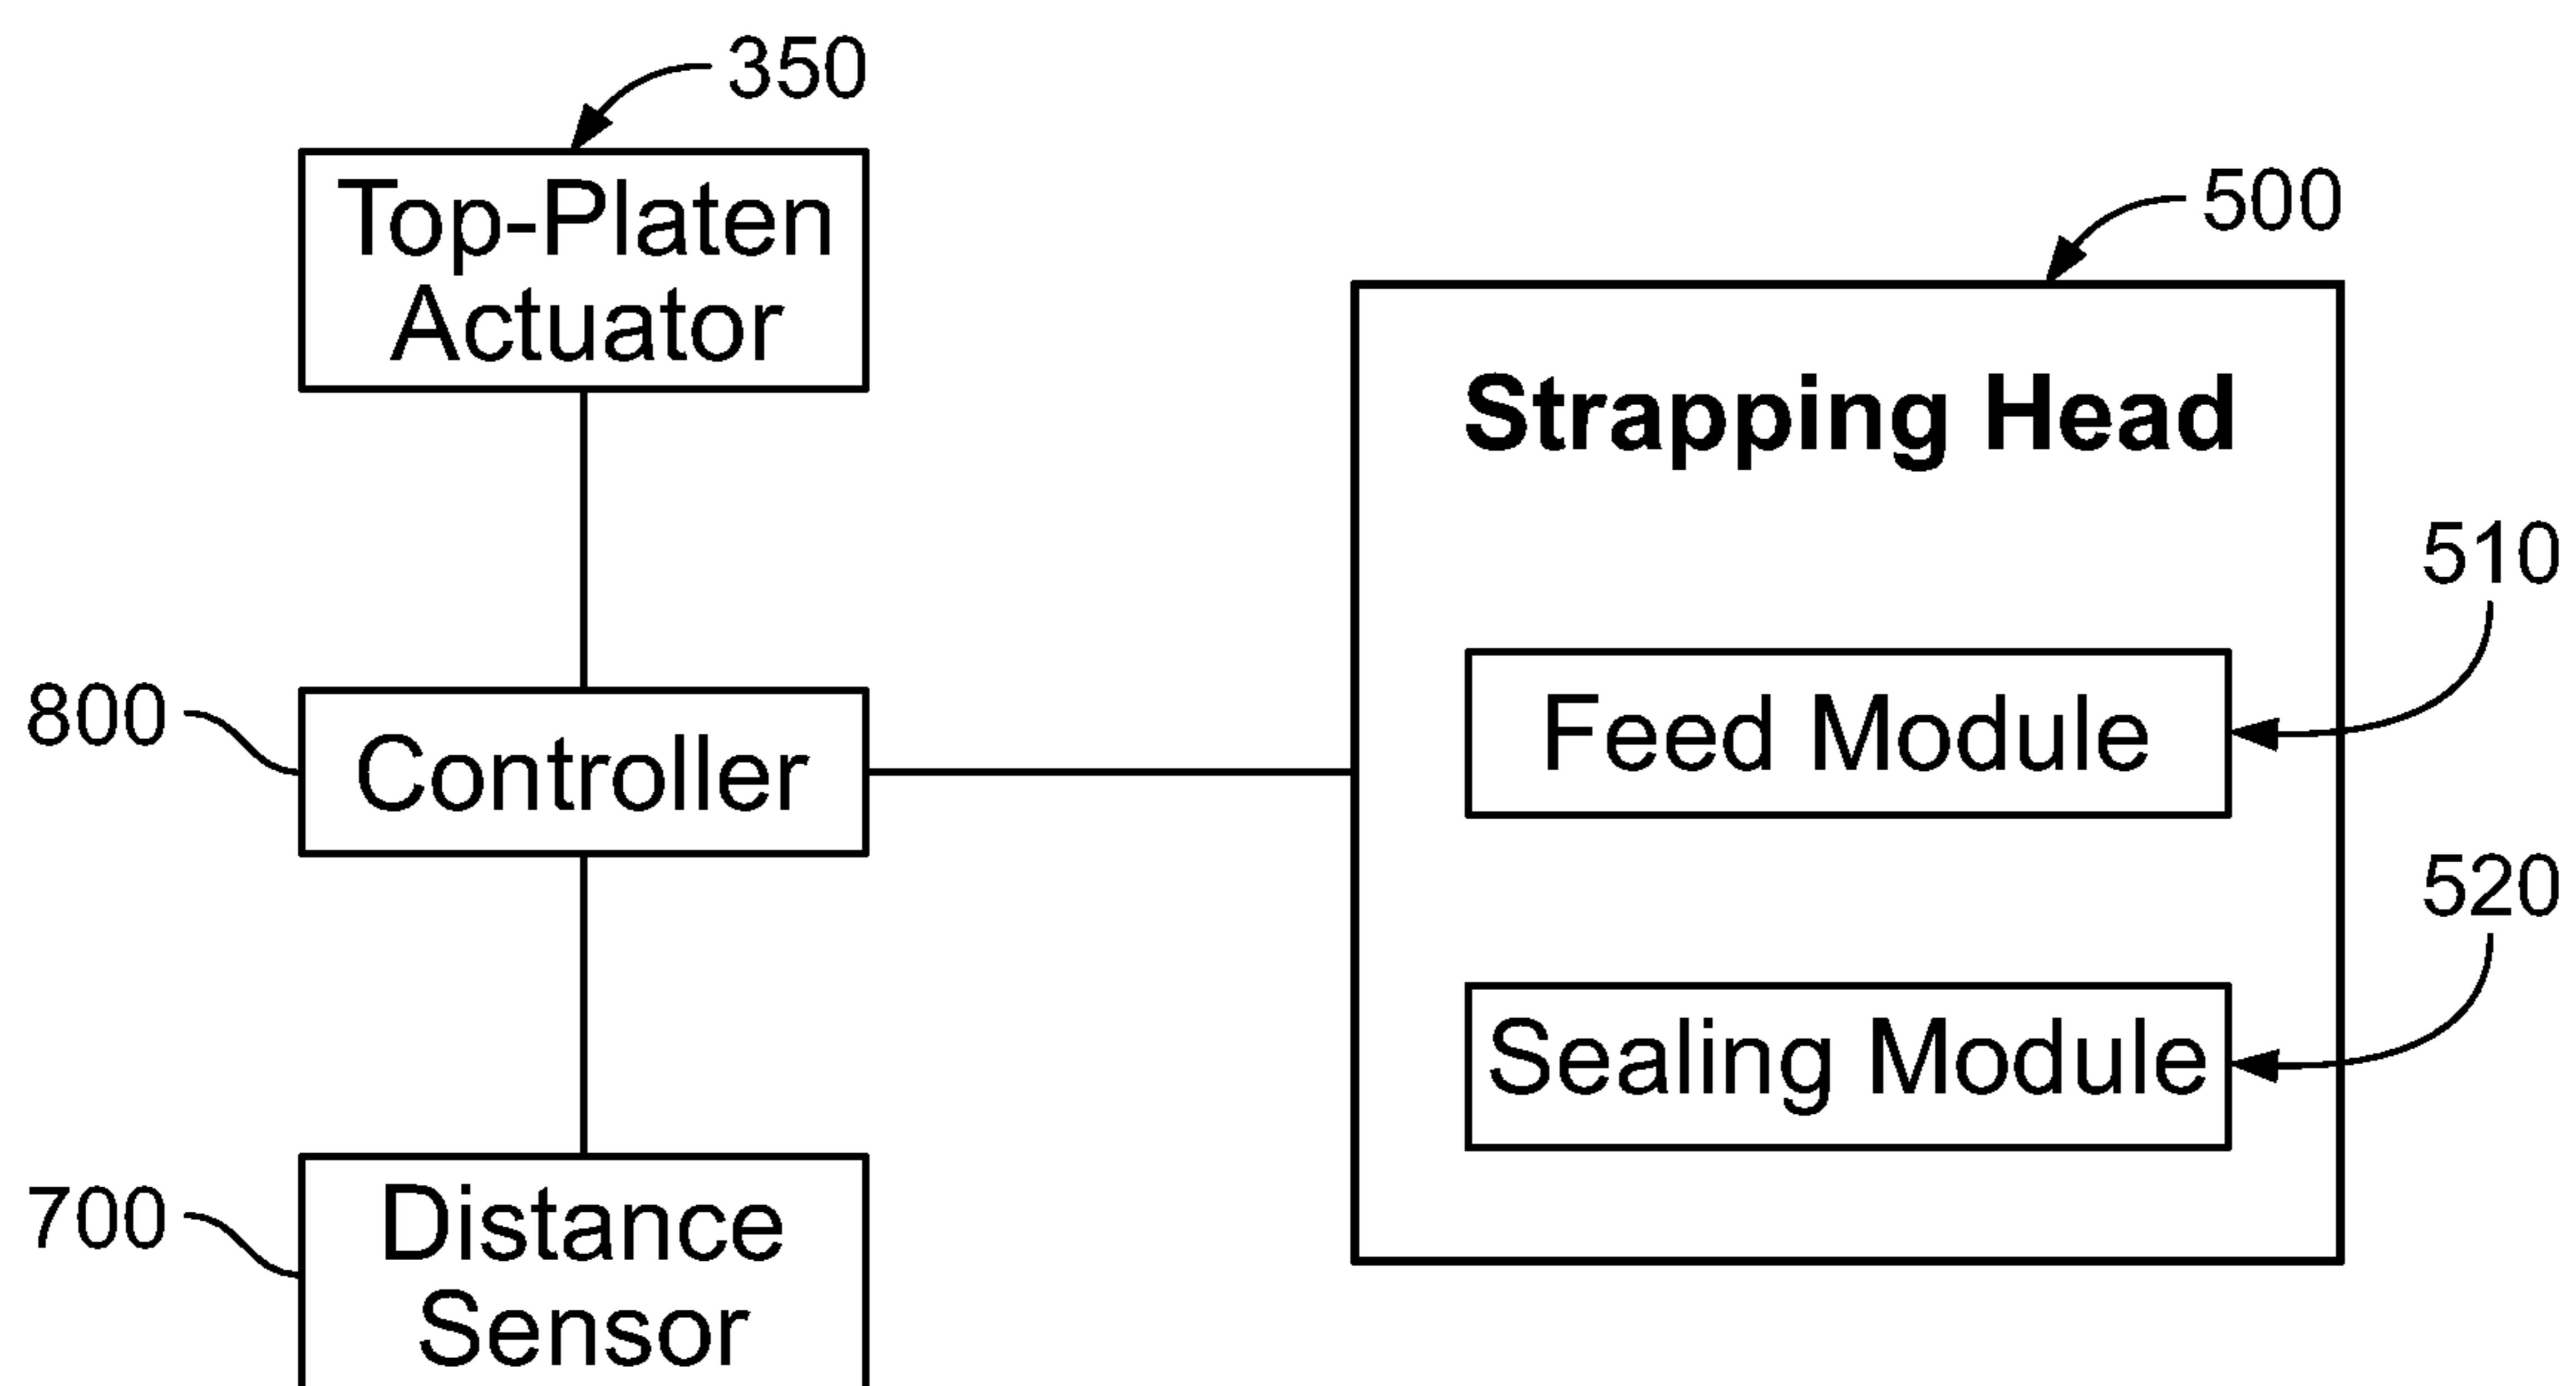 350
Top-Platen
Actuator
500
Strapping Head
510
Feed Module
800
Controller
520
Sealing Module
700
Distance
Sensor